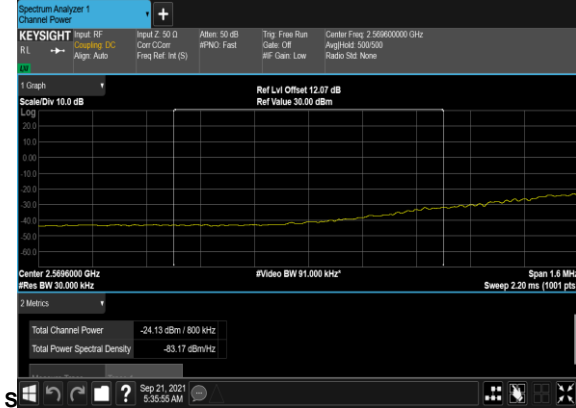 Spectrum Analyzer 1
Channel Power
KEYSIGHT Input: RF Input Z: 50 Ω Atten: 50 dB Trig: Free Run Center Freq: 2.569600000 GHz
RL Coupling: DC Corr CCorr #PNO: Fast Gate: Off Avg|Hold: 500/500
Align: Auto Freq Ref: Int (S) #IF Gain: Low Radio Std: None
1 Graph
Ref Lvl Offset 12.07 dB
Scale/Div 10.0 dB Ref Value 30.00 dBm
Log
20.0
10.0
0.00
-10.0
-20.0
-30.0
-40.0
-50.0
-60.0
Center 2.5696000 GHz #Video BW 91.000 kHz* Span 1.6 MHz
#Res BW 30.000 kHz Sweep 2.20 ms (1001 pts)
2 Metrics
Total Channel Power -24.13 dBm / 800 kHz
Total Power Spectral Density -83.17 dBm/Hz
S
?
Sep 21, 2021
5:35:55 AM